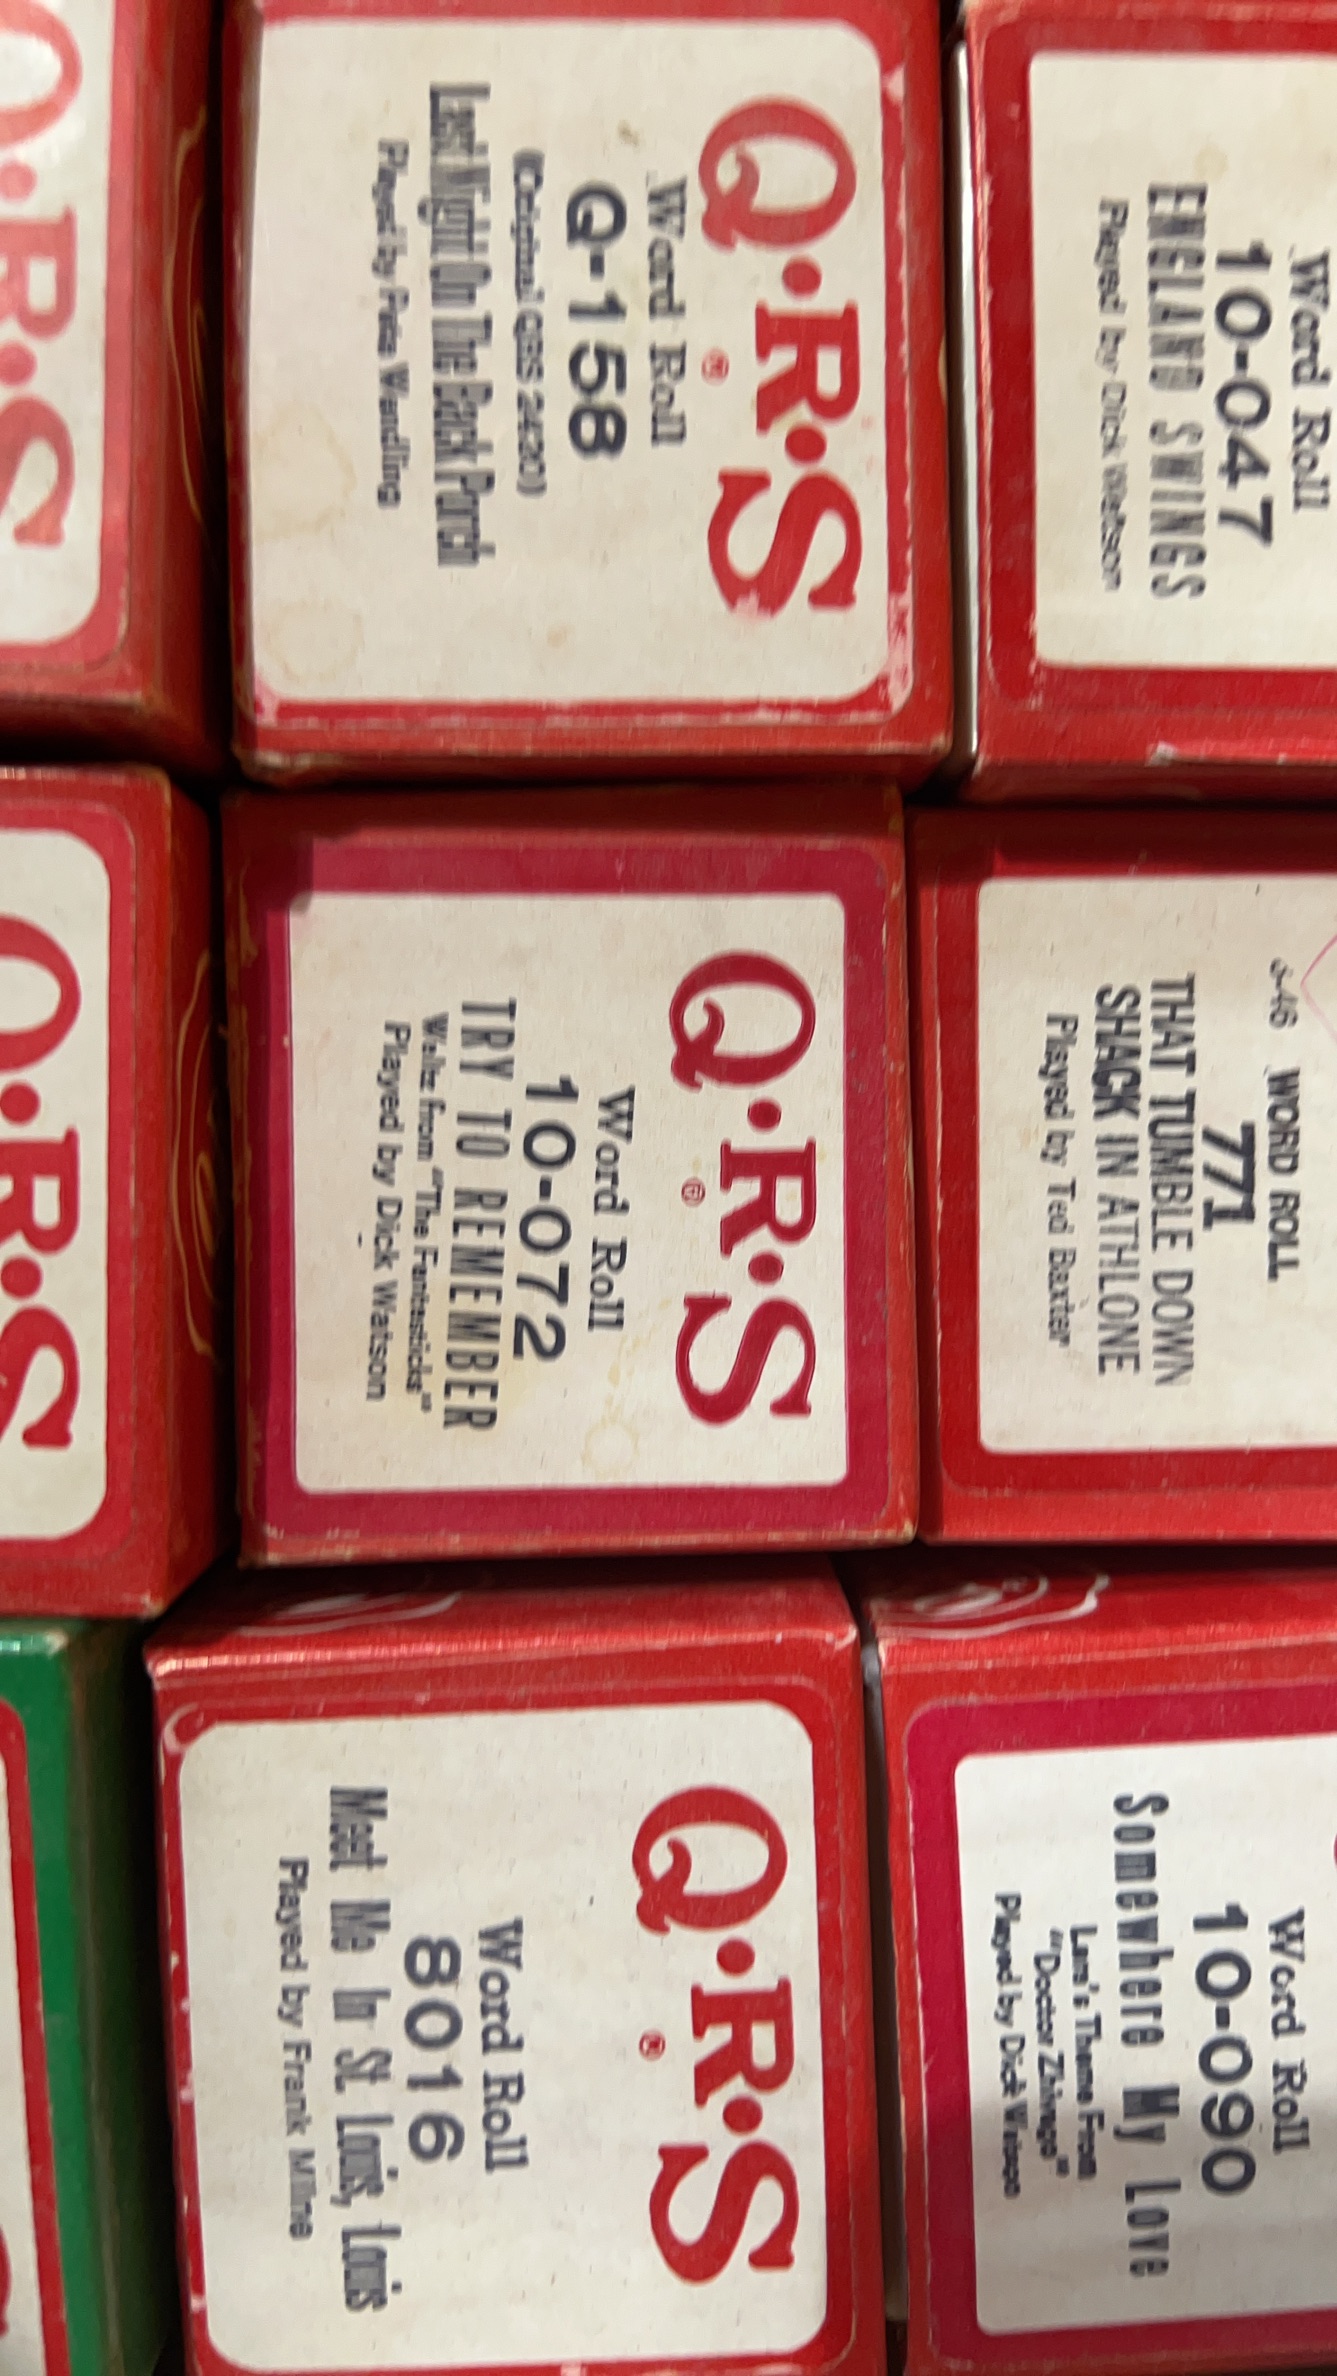 Word Roll
10-047
ENGLAND SWINGS
Played by Dick Watson
J-46 WORD ROLL
771
THAT TUMBLE DOWN
SHACK IN ATHLONE
Played by Ted Baxter
Word Roll
10-090
Somewhere My Love
Lara's Theme From
"Doctor Zhivago"
Played by Dick Watson
Q•R•S
Word Roll
Q-158
(Original QRS 2420)
Last Night On The Back Porch
Played by Pete Wendling
Q•R•S
Word Roll
10-072
TRY TO REMEMBER
Waltz from "The Fantasticks"
Played by Dick Watson
Q•R•S
Word Roll
8016
Meet Me In St. Louis, Louis
Played by Frank Milne
Q•R•S
Q•R•S